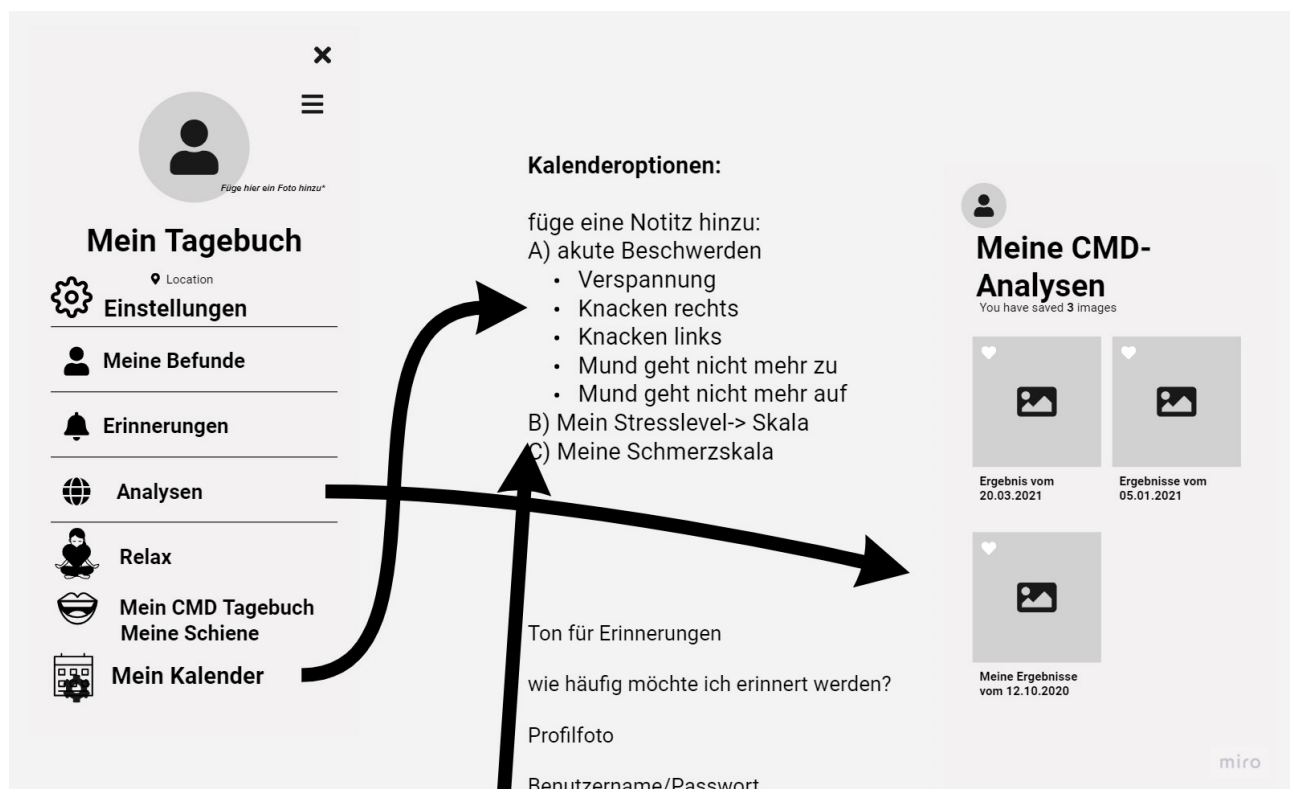 Füge hier ein Foto hinzu*
Mein Tagebuch
Location
Einstellungen
Meine Befunde
Erinnerungen
Analysen
Relax
Mein CMD Tagebuch
Meine Schiene
Mein Kalender
Kalenderoptionen:
füge eine Notitz hinzu:
A) akute Beschwerden
• Verspannung
• Knacken rechts
• Knacken links
• Mund geht nicht mehr zu
• Mund geht nicht mehr auf
B) Mein Stresslevel-> Skala
C) Meine Schmerzskala
Ton für Erinnerungen
wie häufig möchte ich erinnert werden?
Profilfoto
Benutzername/Passwort
Meine CMD-
Analysen
You have saved 3 images
Ergebnis vom
20.03.2021
Ergebnisse vom
05.01.2021
Meine Ergebnisse
vom 12.10.2020
miro